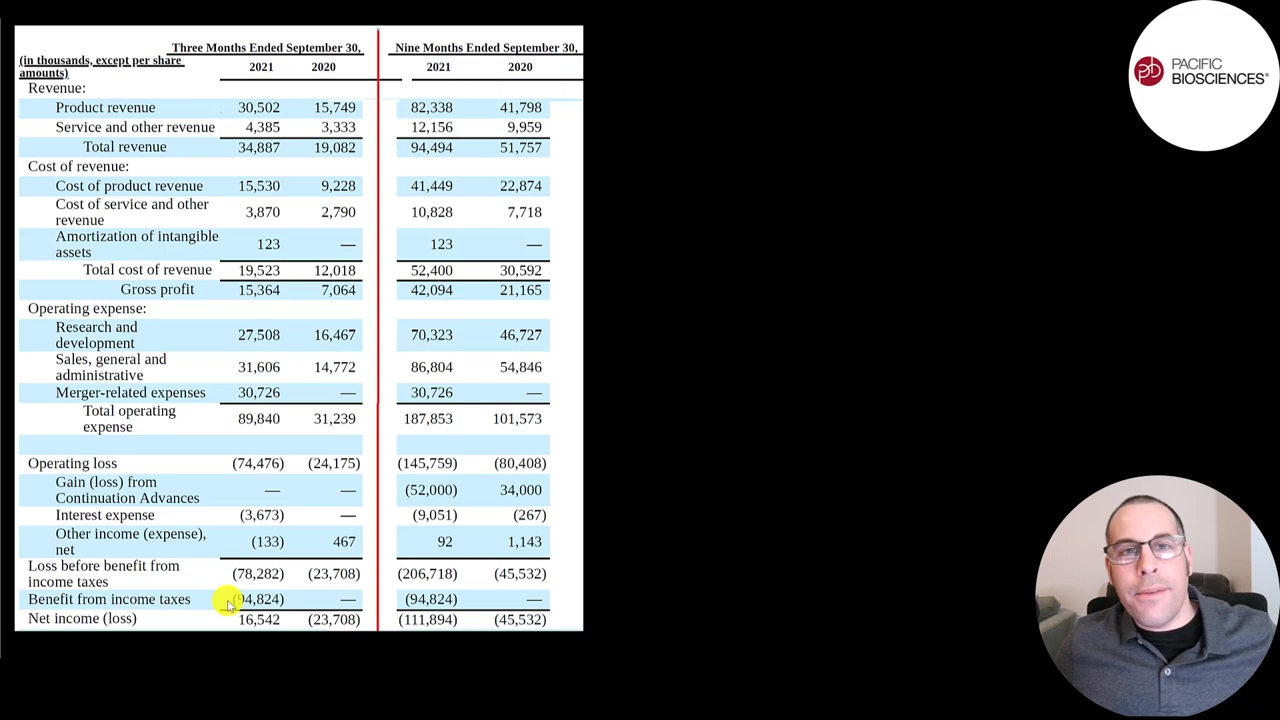 Three Months Ended September 30, Nine Months Ended September 30,
(in thousands, except per share
amounts) 2021 2020 2021 2020
Revenue:
Product revenue 30,502 15,749 82,338 41,798
Service and other revenue 4,385 3,333 12,156 9,959
Total revenue 34,887 19,082 94,494 51,757
Cost of revenue:
Cost of product revenue 15,530 9,228 41,449 22,874
Cost of service and other
revenue 3,870 2,790 10,828 7,718
Amortization of intangible
assets 123 — 123 —
Total cost of revenue 19,523 12,018 52,400 30,592
Gross profit 15,364 7,064 42,094 21,165
Operating expense:
Research and
development 27,508 16,467 70,323 46,727
Sales, general and
administrative 31,606 14,772 86,804 54,846
Merger-related expenses 30,726 — 30,726 —
Total operating
expense 89,840 31,239 187,853 101,573
Operating loss (74,476) (24,175) (145,759) (80,408)
Gain (loss) from
Continuation Advances — — (52,000) 34,000
Interest expense (3,673) — (9,051) (267)
Other income (expense),
net (133) 467 92 1,143
Loss before benefit from
income taxes (78,282) (23,708) (206,718) (45,532)
Benefit from income taxes (94,824) — (94,824) —
Net income (loss) 16,542 (23,708) (111,894) (45,532)
PACIFIC
BIOSCIENCES®